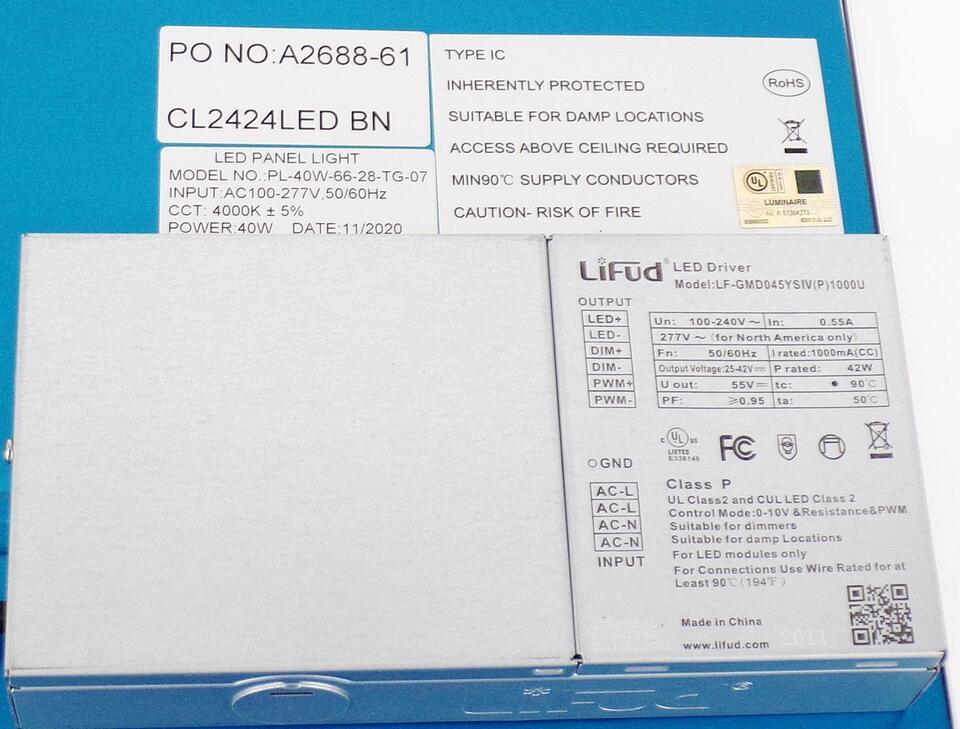 PO NO:A2688-61
CL2424LED BN
LED PANEL LIGHT
MODEL NO.:PL-40W-66-28-TG-07
INPUT:AC100-277V,50/60Hz
CCT: 4000K ± 5%
POWER:40W DATE:11/2020
TYPE IC
INHERENTLY PROTECTED
SUITABLE FOR DAMP LOCATIONS
ACCESS ABOVE CEILING REQUIRED
MIN90℃ SUPPLY CONDUCTORS
CAUTION- RISK OF FIRE
RoHS
UL
LUMINAIRE
LiFud® LED Driver
Model:LF-GMD045YSIV(P)1000U
OUTPUT
LED+
LED-
DIM+
DIM-
PWM+
PWM-
Un: 100-240V ~ In: 0.55A
277V ~ (for North America only)
Fn: 50/60Hz I rated:1000mA(CC)
Output Voltage:25-42V⎓ P rated: 42W
U out: 55V⎓ tc: ● 90℃
PF: ≥0.95 ta: 50℃
C UL US
LISTED
E338140
FC
GND
AC-L
AC-L
AC-N
AC-N
INPUT
Class P
UL Class2 and CUL LED Class 2
Control Mode:0-10V &Resistance&PWM
Suitable for dimmers
Suitable for damp Locations
For LED modules only
For Connections Use Wire Rated for at
Least 90℃(194℉)
Made in China
www.lifud.com
2011
LiFud